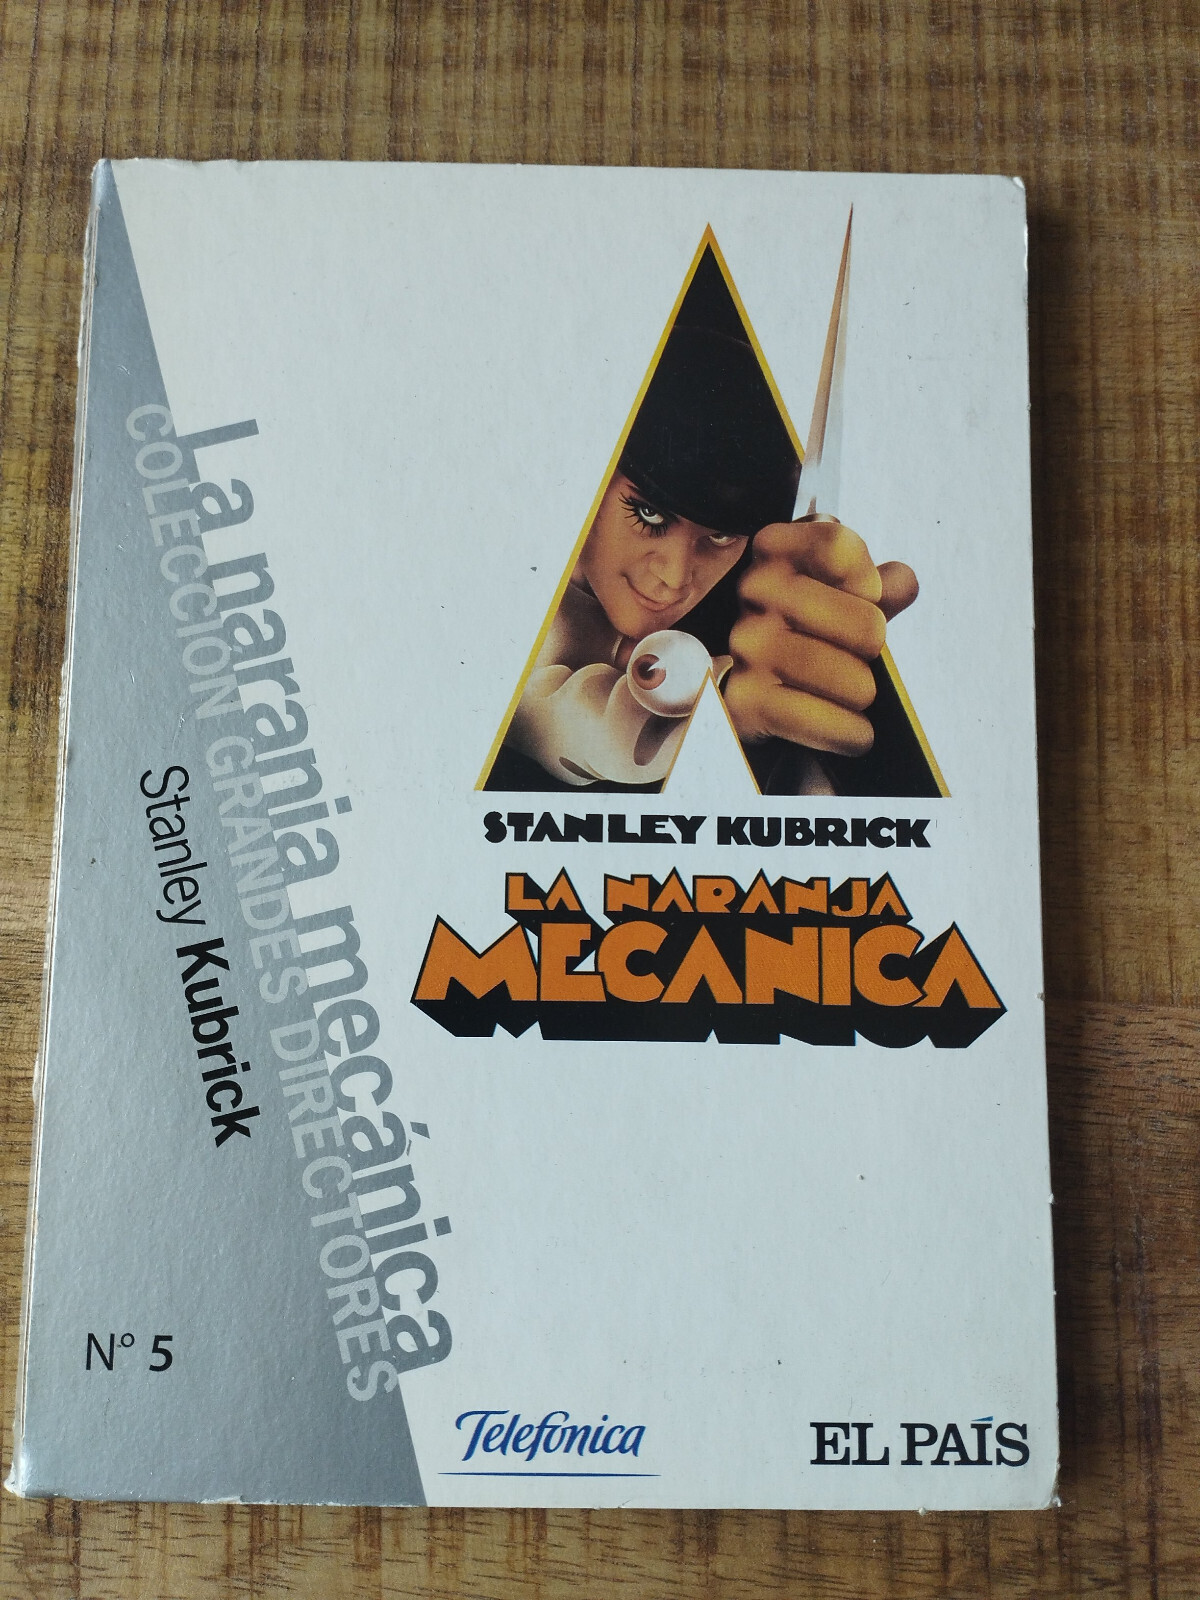 La naranja mecánica
COLECCIÓN GRANDES DIRECTORES
Stanley Kubrick
Nº 5
STANLEY KUBRICK
LA NARANJA
MECANICA
Telefónica
EL PAÍS